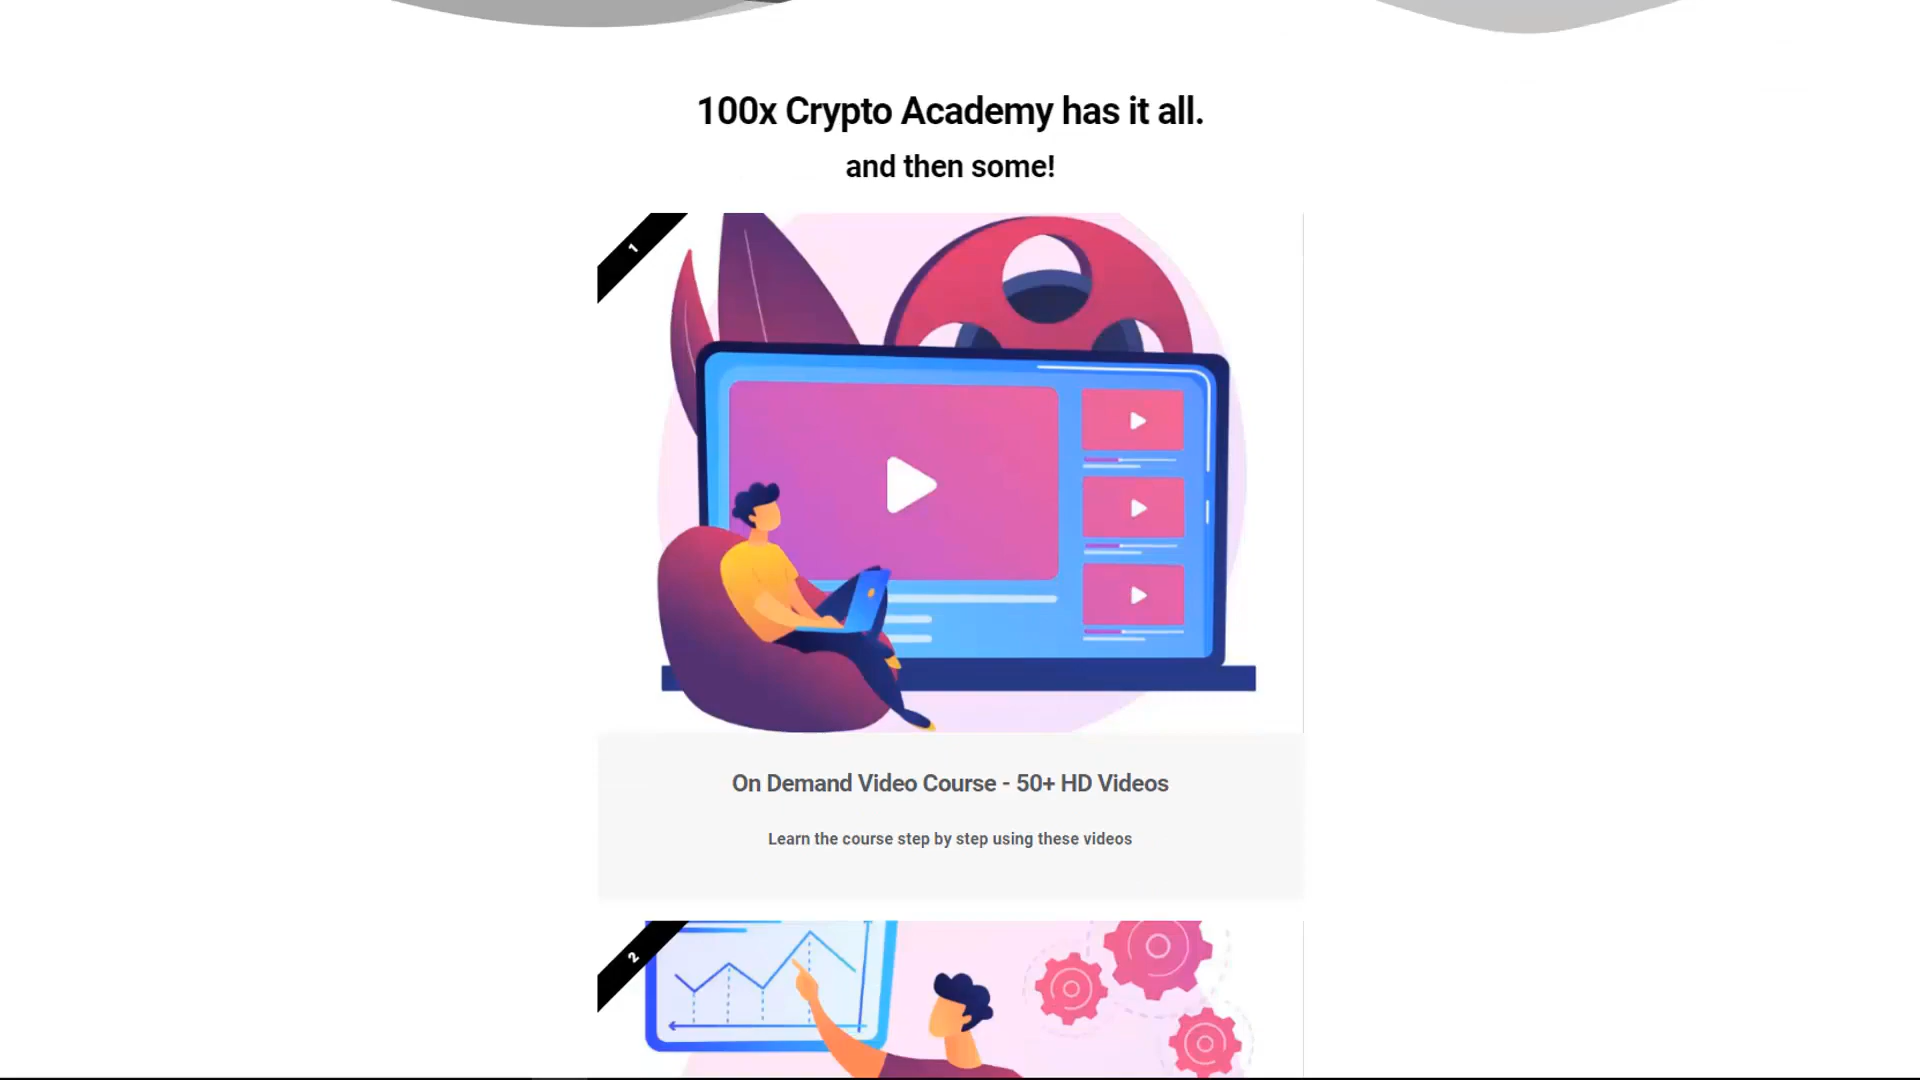 100x Crypto Academy has it all.
and then some!
1
On Demand Video Course - 50+ HD Videos
Learn the course step by step using these videos
2